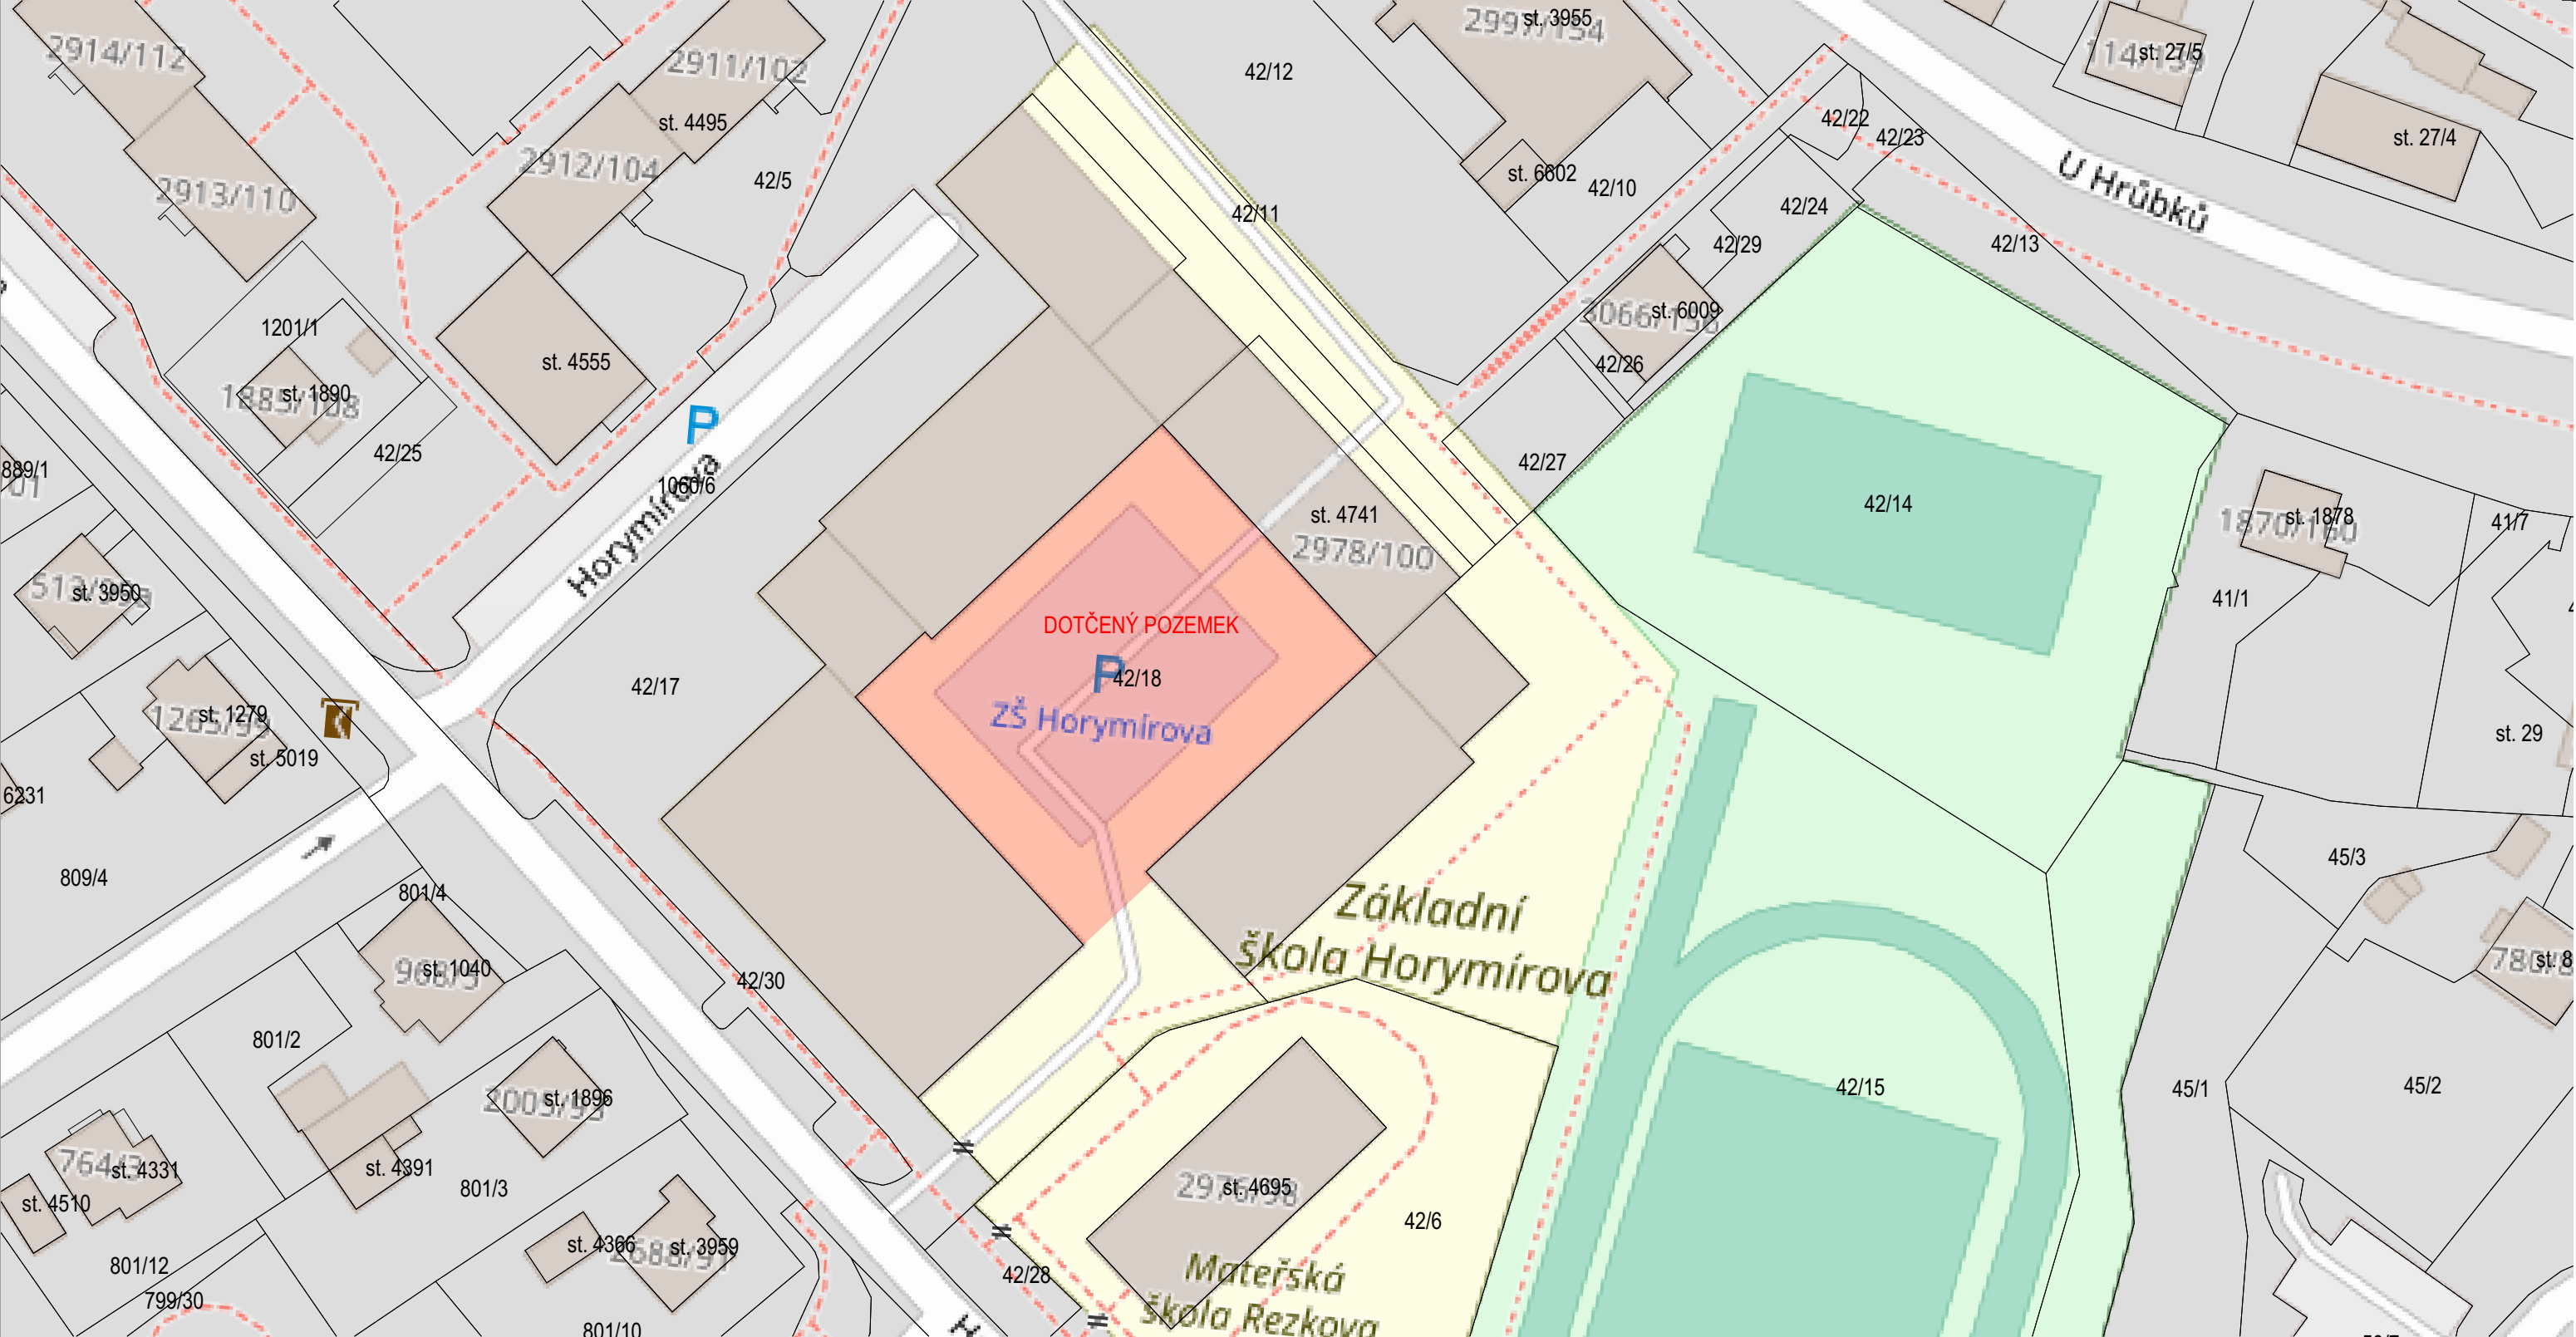 2914/112
2911/102
st. 4495
2912/104
42/5
2913/110
42/12
st. 3955
42/11
st. 6602
42/10
42/22
42/23
42/24
42/29
42/13
U Hrůbků
st. 27/5
st. 27/4
1201/1
st. 1890
st. 4555
42/25
889/1
P
1060/6
Horymírova
st. 6009
42/26
42/27
42/14
st. 4741
2978/100
st. 1878
41/7
41/1
st. 3950
DOTČENÝ POZEMEK
P
42/18
ZŠ Horymírova
42/17
st. 1279
st. 5019
6231
st. 29
809/4
801/4
45/3
Základní
škola Horymírova
st. 1040
42/30
801/2
st. 1896
42/15
45/1
45/2
st. 4331
st. 4391
801/3
st. 4510
st. 4695
42/6
st. 4366
st. 3959
801/12
42/28
Mateřská
škola Rezkova
799/30
801/10